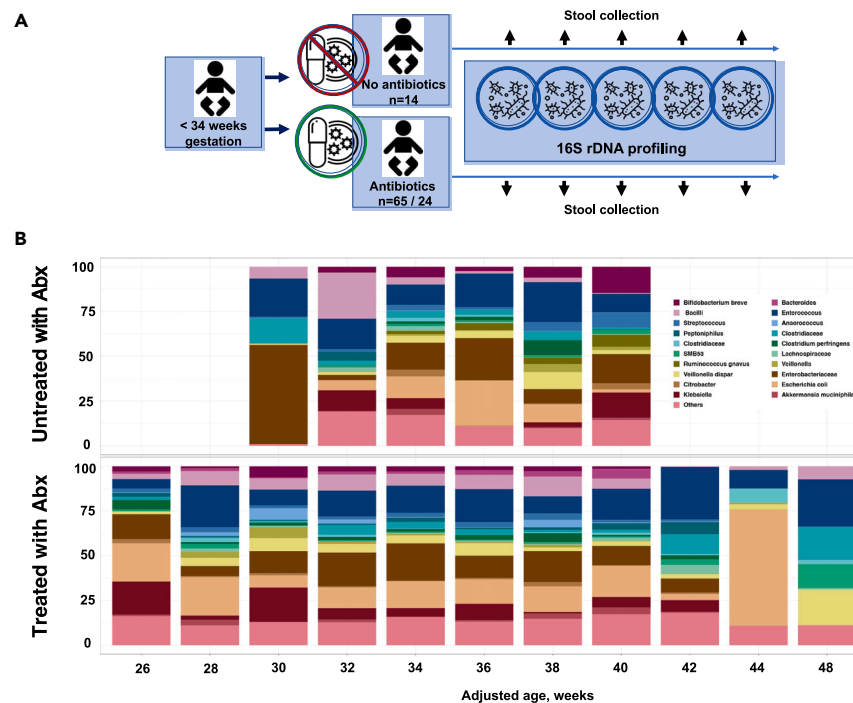 A
Stool collection
No antibiotics
n=14
< 34 weeks
gestation
16S rDNA profiling
Antibiotics
n=65 / 24
Stool collection
B
Untreated with Abx
100
75
50
25
0
Bifidobacterium breve
Bacteroides
Bacilli
Enterococcus
Streptococcus
Anaerococcus
Peptoniphilus
Clostridiaceae
Clostridiaceae
Clostridium perfringens
SMB53
Lachnospiraceae
Ruminococcus gnavus
Veillonella
Veillonella dispar
Enterobacteriaceae
Citrobacter
Escherichia coli
Klebsiella
Akkermansia muciniphila
Others
Treated with Abx
100
75
50
25
0
26 28 30 32 34 36 38 40 42 44 48
Adjusted age, weeks